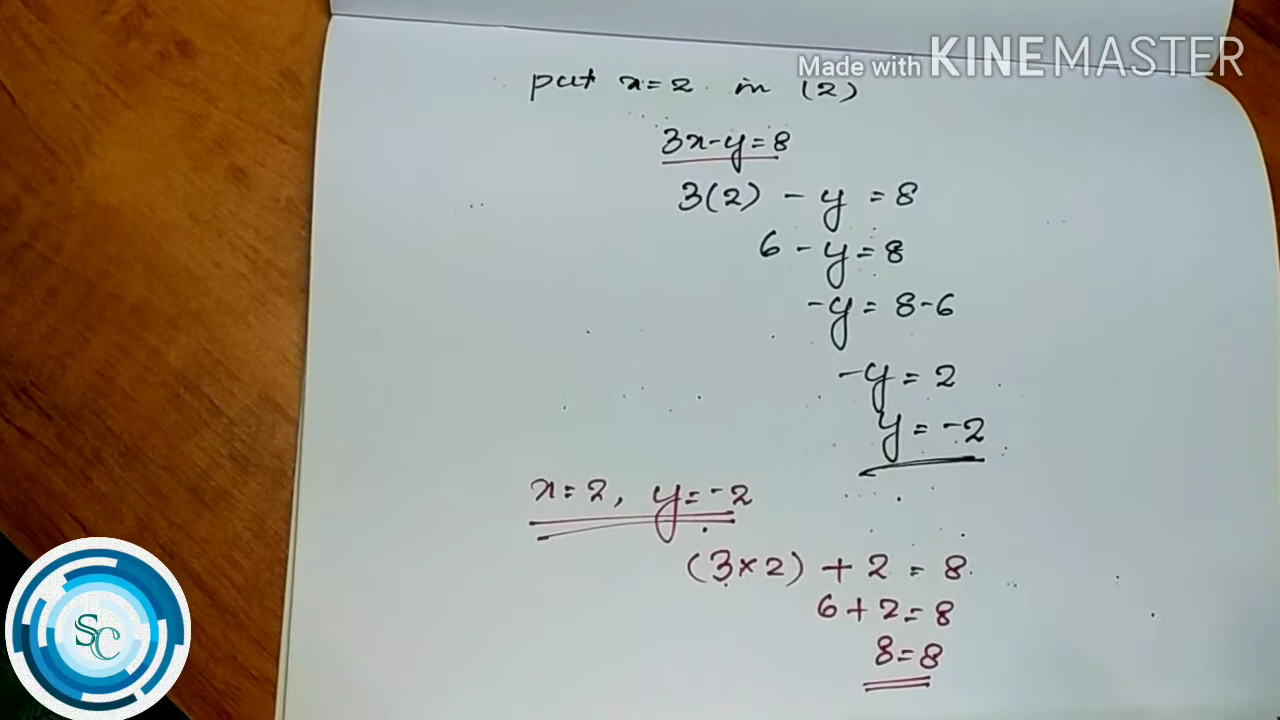 Made with KINEMASTER
put x=2 in (2)
3x-y=8
3(2) - y = 8
6 - y = 8
-y = 8-6
-y = 2
y = -2
x=2, y=-2
(3×2) + 2 = 8
6+2=8
8=8
SC